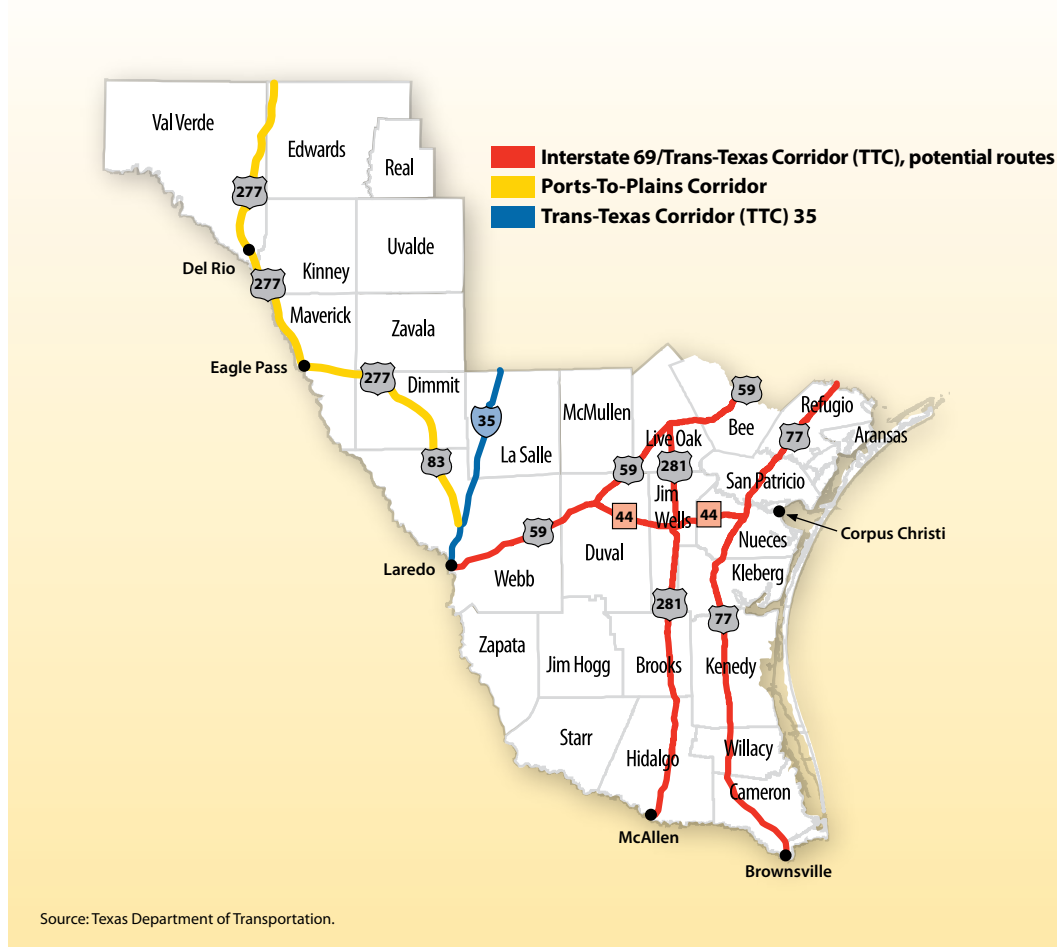 Val Verde
Edwards
Real
Interstate 69/Trans-Texas Corridor (TTC), potential routes
Ports-To-Plains Corridor
Trans-Texas Corridor (TTC) 35
277
Uvalde
Del Rio
Kinney
277
Maverick
Zavala
Eagle Pass
277
Dimmit
59
Refugio
McMullen
35
Bee
77
Aransas
Live Oak
La Salle
83
59
281
San Patricio
Jim
Wells
44
44
59
Corpus Christi
Nueces
Duval
Laredo
Webb
Kleberg
281
77
Zapata
Jim Hogg
Brooks
Kenedy
Starr
Hidalgo
Willacy
Cameron
McAllen
Brownsville
Source: Texas Department of Transportation.